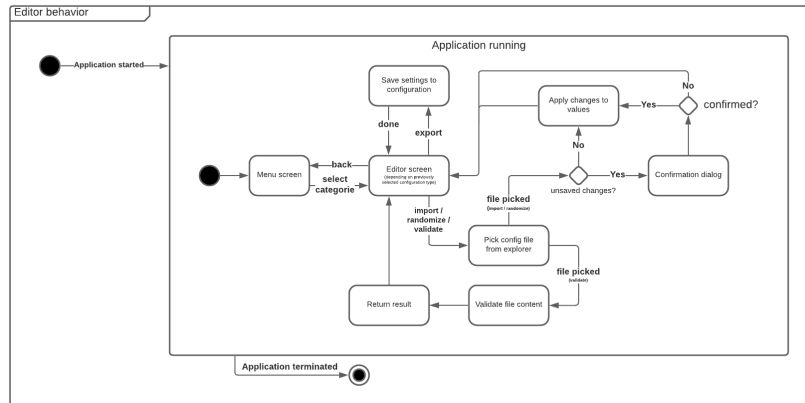 Editor behavior
Application running
Application started
Save settings to
configuration
done
export
Apply changes to
values
No
Yes
confirmed?
No
Menu screen
back
select
categorie
Editor screen
(depending on previously
selected configuration type)
unsaved changes?
Yes
Confirmation dialog
import /
randomize /
validate
file picked
(import / randomize)
Pick config file
from explorer
file picked
(validate)
Return result
Validate file content
Application terminated